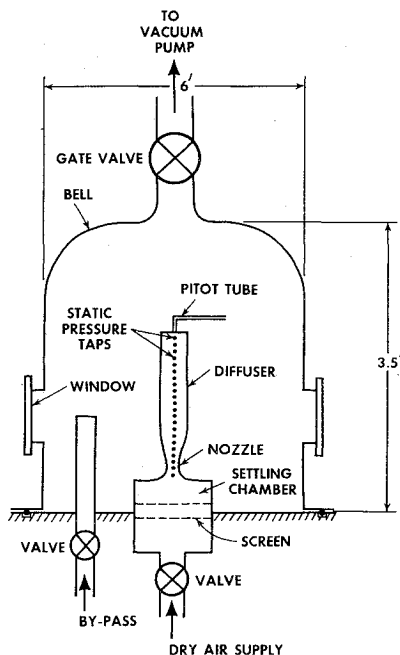 TO
VACUUM
PUMP
6'
GATE VALVE
BELL
PITOT TUBE
STATIC
PRESSURE
TAPS
3.5'
DIFFUSER
WINDOW
NOZZLE
SETTLING
CHAMBER
SCREEN
VALVE
VALVE
BY-PASS
DRY AIR SUPPLY